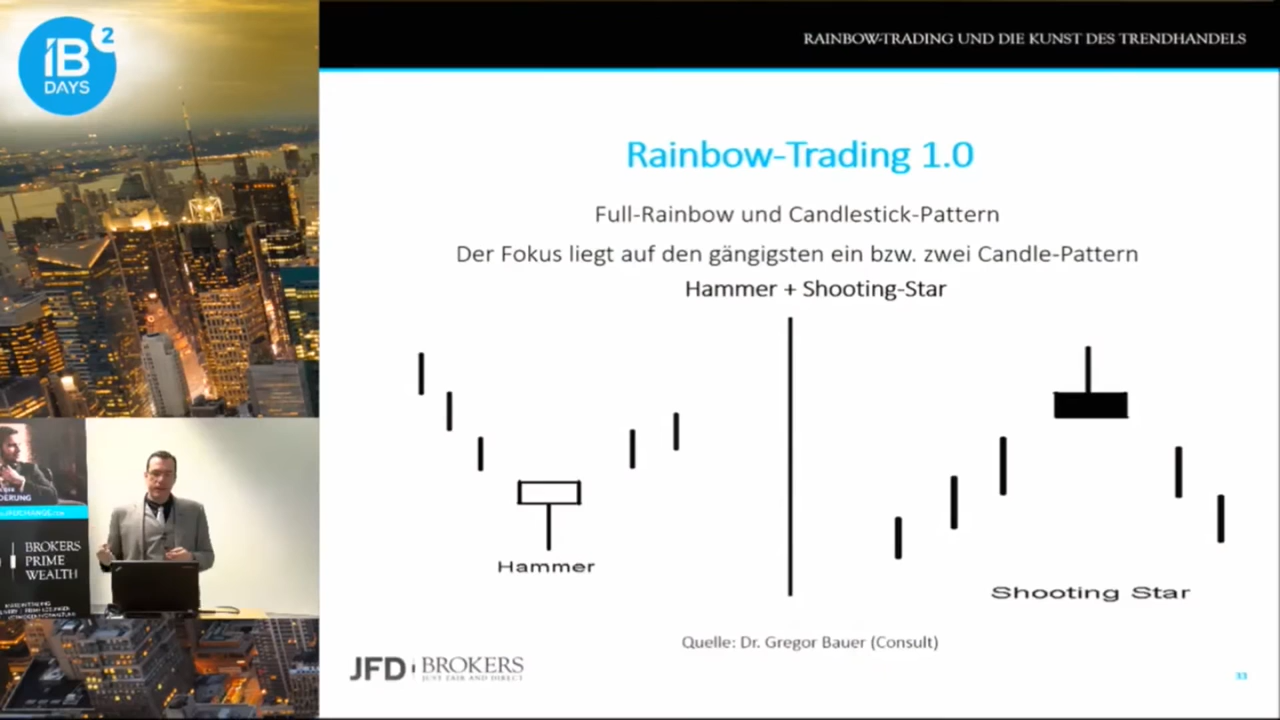 iB
2
DAYS
RAINBOW-TRADING UND DIE KUNST DES TRENDHANDELS
Rainbow-Trading 1.0
Full-Rainbow und Candlestick-Pattern
Der Fokus liegt auf den gängigsten ein bzw. zwei Candle-Pattern
Hammer + Shooting-Star
Hammer
Shooting Star
Quelle: Dr. Gregor Bauer (Consult)
JFD BROKERS
JUST FAIR AND DIRECT
33
BROKERS
PRIME
WEALTH